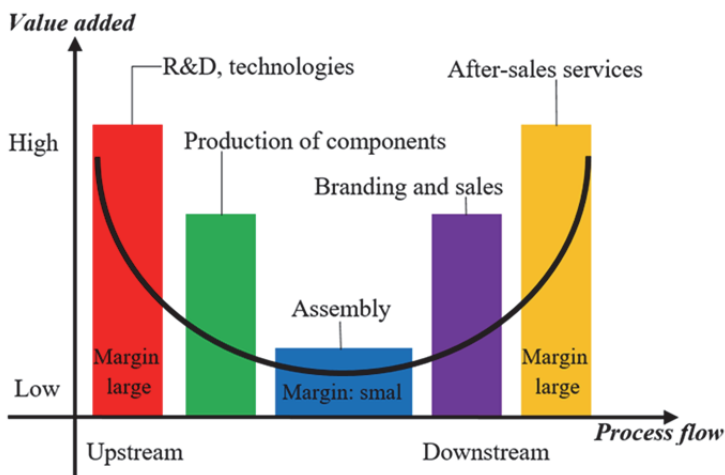 Value added
R&D, technologies
After-sales services
High
Production of components
Branding and sales
Assembly
Margin
large
Margin: smal
Margin
large
Low
Process flow
Upstream
Downstream